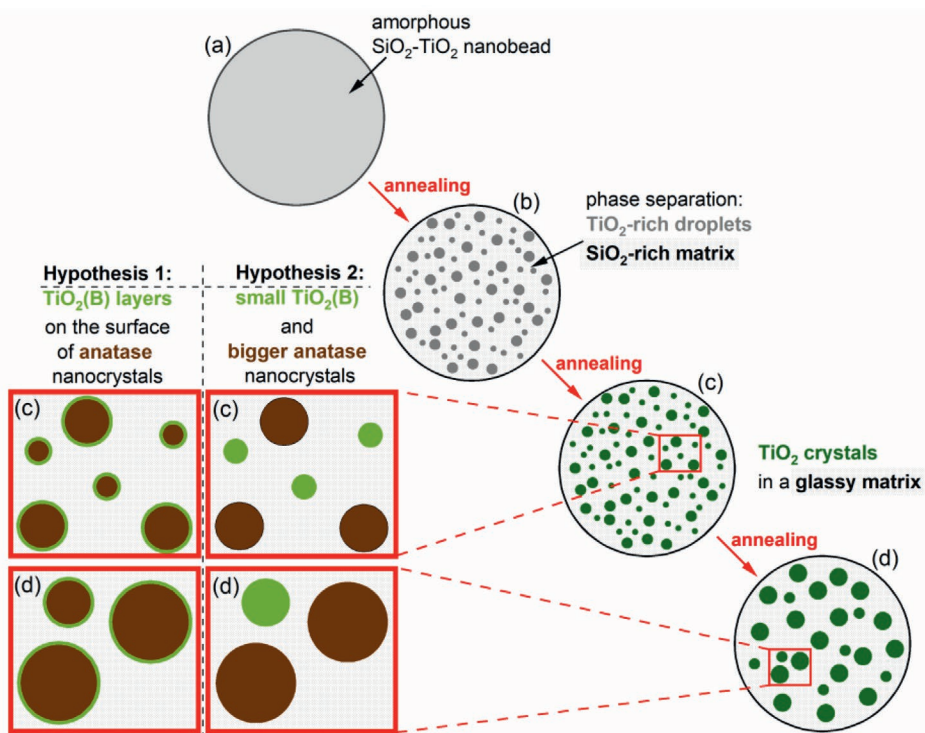 (a)
amorphous
SiO₂-TiO₂ nanobead
annealing
(b)
phase separation:
TiO₂-rich droplets
SiO₂-rich matrix
Hypothesis 1:
TiO₂(B) layers
on the surface
of anatase
nanocrystals
Hypothesis 2:
small TiO₂(B)
and
bigger anatase
nanocrystals
annealing
(c)
(c)
(c)
TiO₂ crystals
in a glassy matrix
annealing
(d)
(d)
(d)